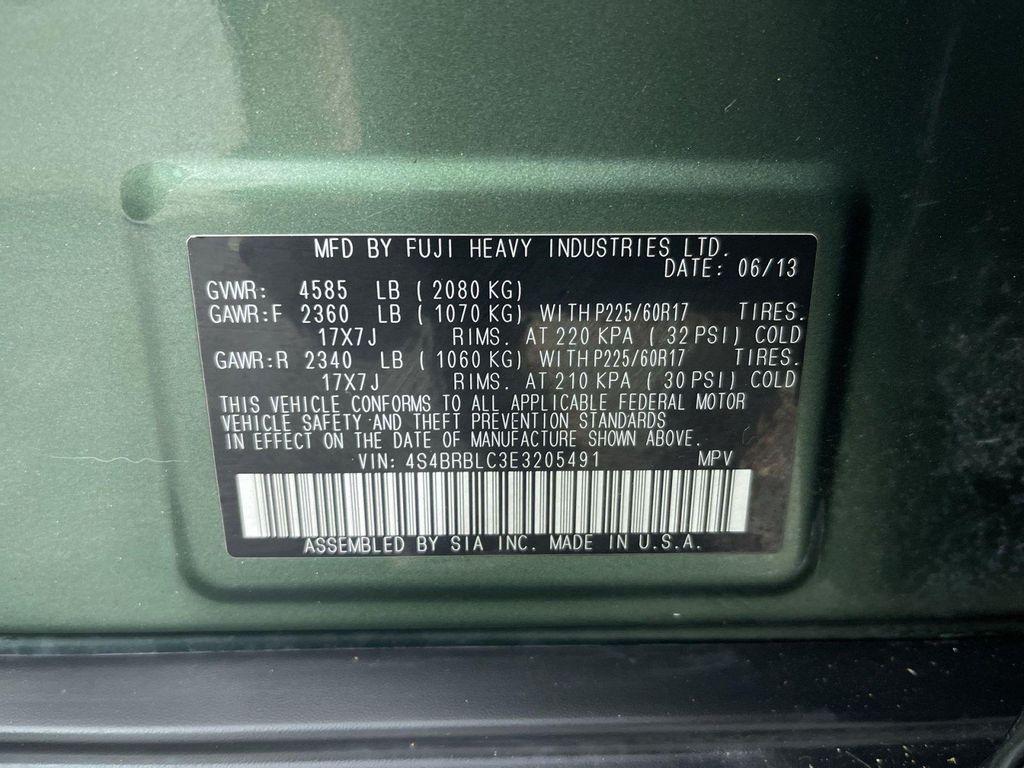 MFD BY FUJI HEAVY INDUSTRIES LTD.
DATE: 06/13
GVWR: 4585 LB (2080 KG)
GAWR:F 2360 LB (1070 KG) WITH P225/60R17 TIRES.
17X7J RIMS. AT 220 KPA (32 PSI) COLD
GAWR:R 2340 LB (1060 KG) WITH P225/60R17 TIRES.
17X7J RIMS. AT 210 KPA (30 PSI) COLD
THIS VEHICLE CONFORMS TO ALL APPLICABLE FEDERAL MOTOR
VEHICLE SAFETY AND THEFT PREVENTION STANDARDS
IN EFFECT ON THE DATE OF MANUFACTURE SHOWN ABOVE.
VIN: 4S4BRBLC3E3205491 MPV
ASSEMBLED BY SIA INC. MADE IN U.S.A.